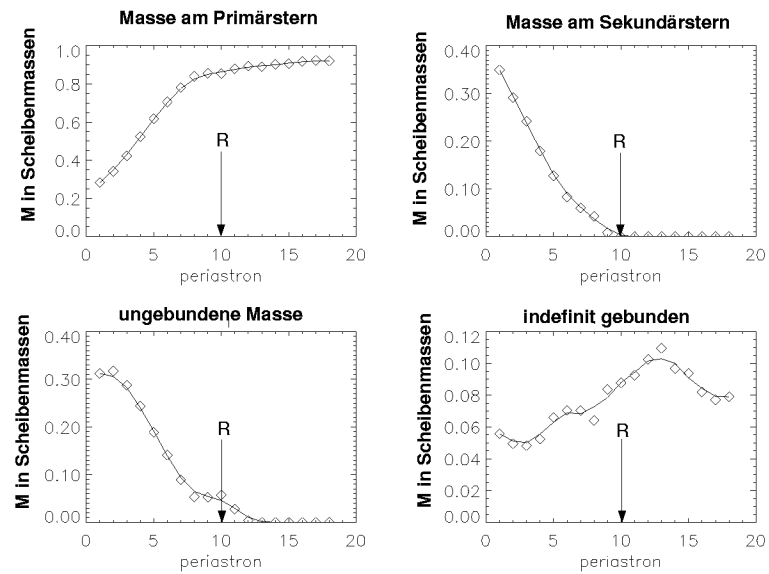 Masse am Primärstern
M in Scheibenmassen
1.0
0.8
0.6
0.4
0.2
0.0
R
0 5 10 15 20
periastron
Masse am Sekundärstern
M in Scheibenmassen
0.40
0.30
0.20
0.10
0.00
R
0 5 10 15 20
periastron
ungebundene Masse
M in Scheibenmassen
0.40
0.30
0.20
0.10
0.00
R
0 5 10 15 20
periastron
indefinit gebunden
M in Scheibenmassen
0.12
0.10
0.08
0.06
0.04
0.02
0.00
R
0 5 10 15 20
periastron